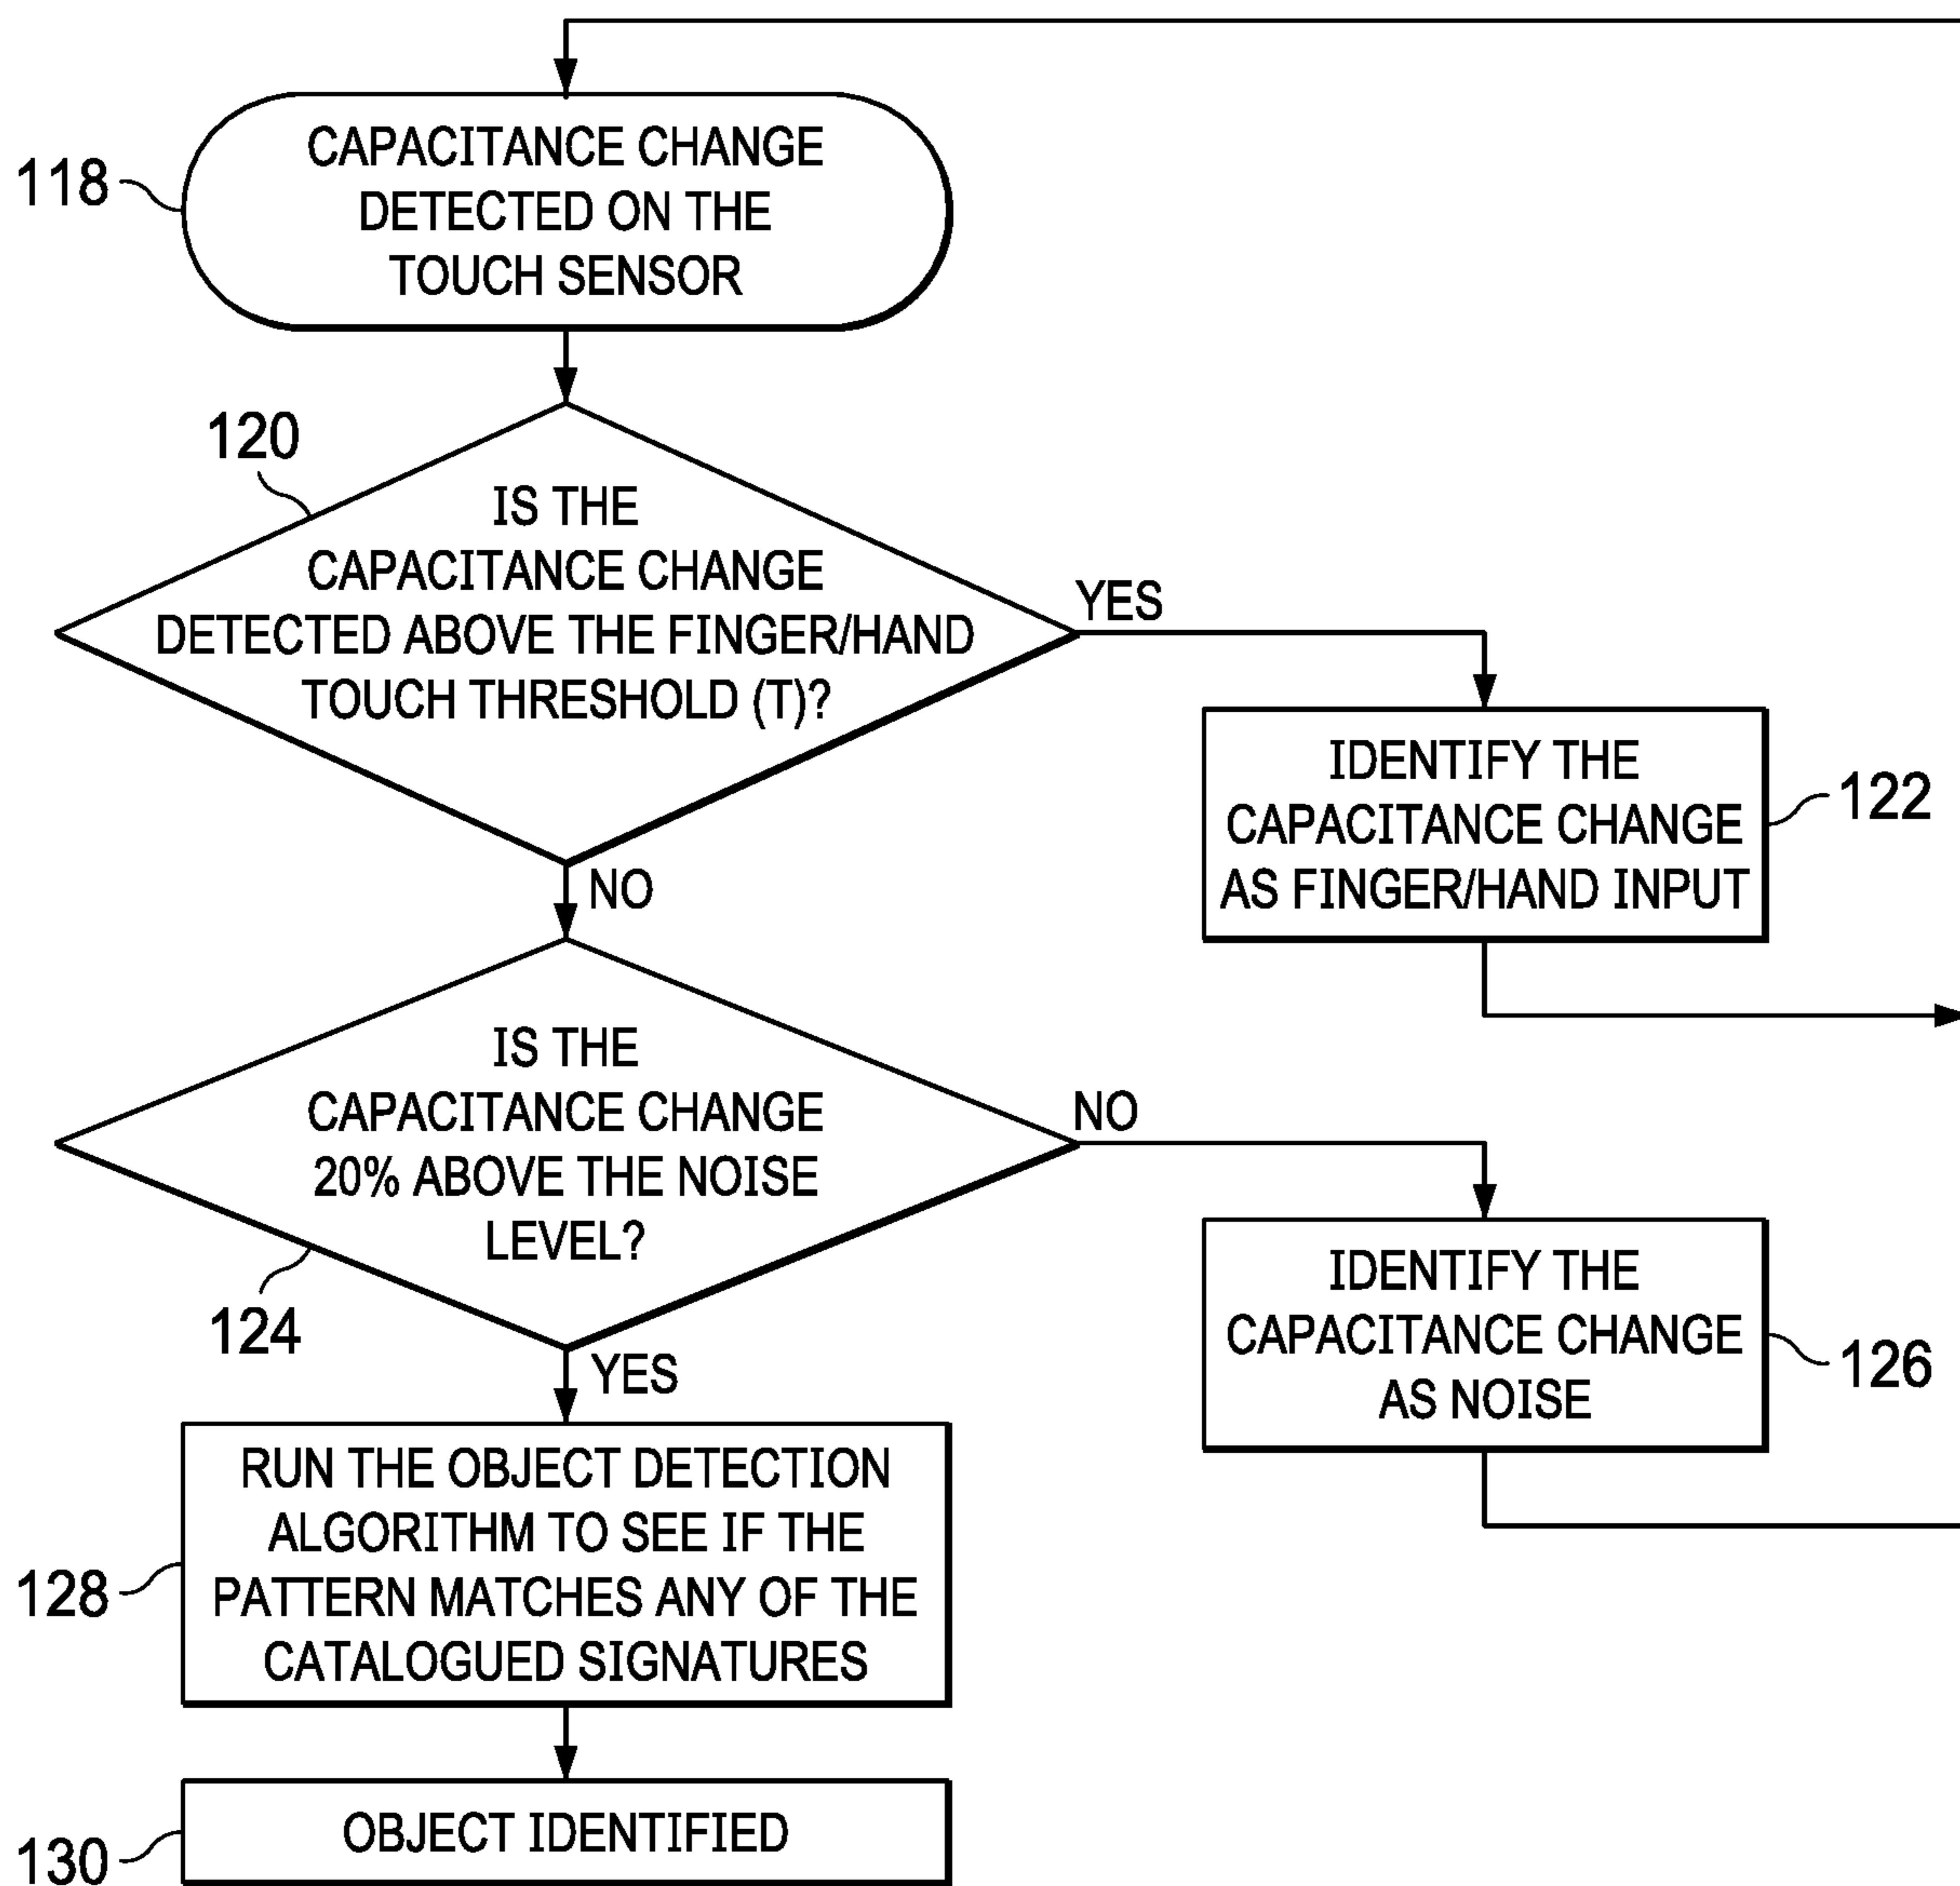 118
CAPACITANCE CHANGE
DETECTED ON THE
TOUCH SENSOR
120
IS THE
CAPACITANCE CHANGE
DETECTED ABOVE THE FINGER/HAND
TOUCH THRESHOLD (T)?
YES
IDENTIFY THE
CAPACITANCE CHANGE
AS FINGER/HAND INPUT
122
NO
IS THE
CAPACITANCE CHANGE
20% ABOVE THE NOISE
LEVEL?
124
NO
IDENTIFY THE
CAPACITANCE CHANGE
AS NOISE
126
YES
RUN THE OBJECT DETECTION
ALGORITHM TO SEE IF THE
PATTERN MATCHES ANY OF THE
CATALOGUED SIGNATURES
128
OBJECT IDENTIFIED
130